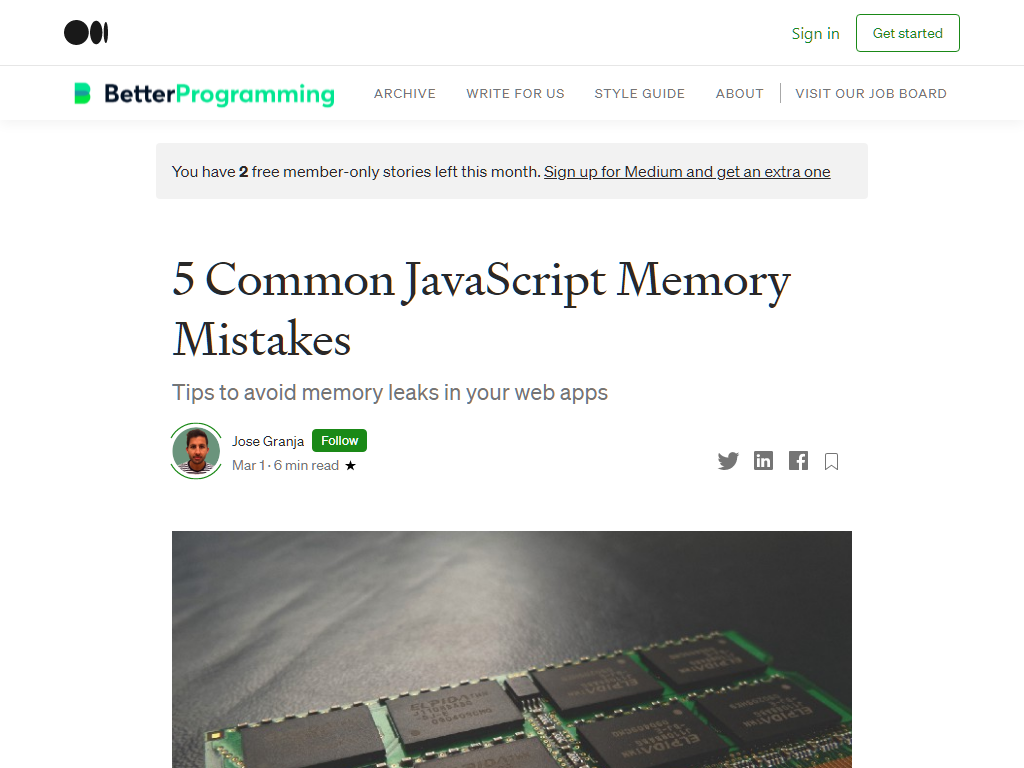 Sign in
Get started
BetterProgramming
ARCHIVE
WRITE FOR US
STYLE GUIDE
ABOUT
VISIT OUR JOB BOARD
You have 2 free member-only stories left this month. Sign up for Medium and get an extra one
5 Common JavaScript Memory
Mistakes
Tips to avoid memory leaks in your web apps
Jose Granja
Follow
Mar 1 · 6 min read ★
ELPIDA
ELPIDA
ELPIDA
ELPIDA
ELPIDA